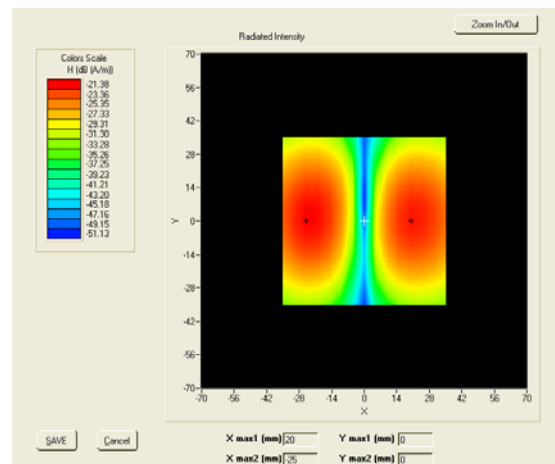 Zoom In/Out
Radiated Intensity
Colors Scale
H (dB (A/m))
-21.38
-23.36
-25.35
-27.33
-29.31
-31.30
-33.28
-35.26
-37.25
-39.23
-41.21
-43.20
-45.18
-47.16
-49.15
-51.13
70
56
42
28
14
0
-14
-28
-42
-56
-70
Y
-70 -56 -42 -28 -14 0 14 28 42 56 70
X
SAVE Cancel
X max1 (mm) 20 Y max1 (mm) 0
X max2 (mm) -25 Y max2 (mm) 0